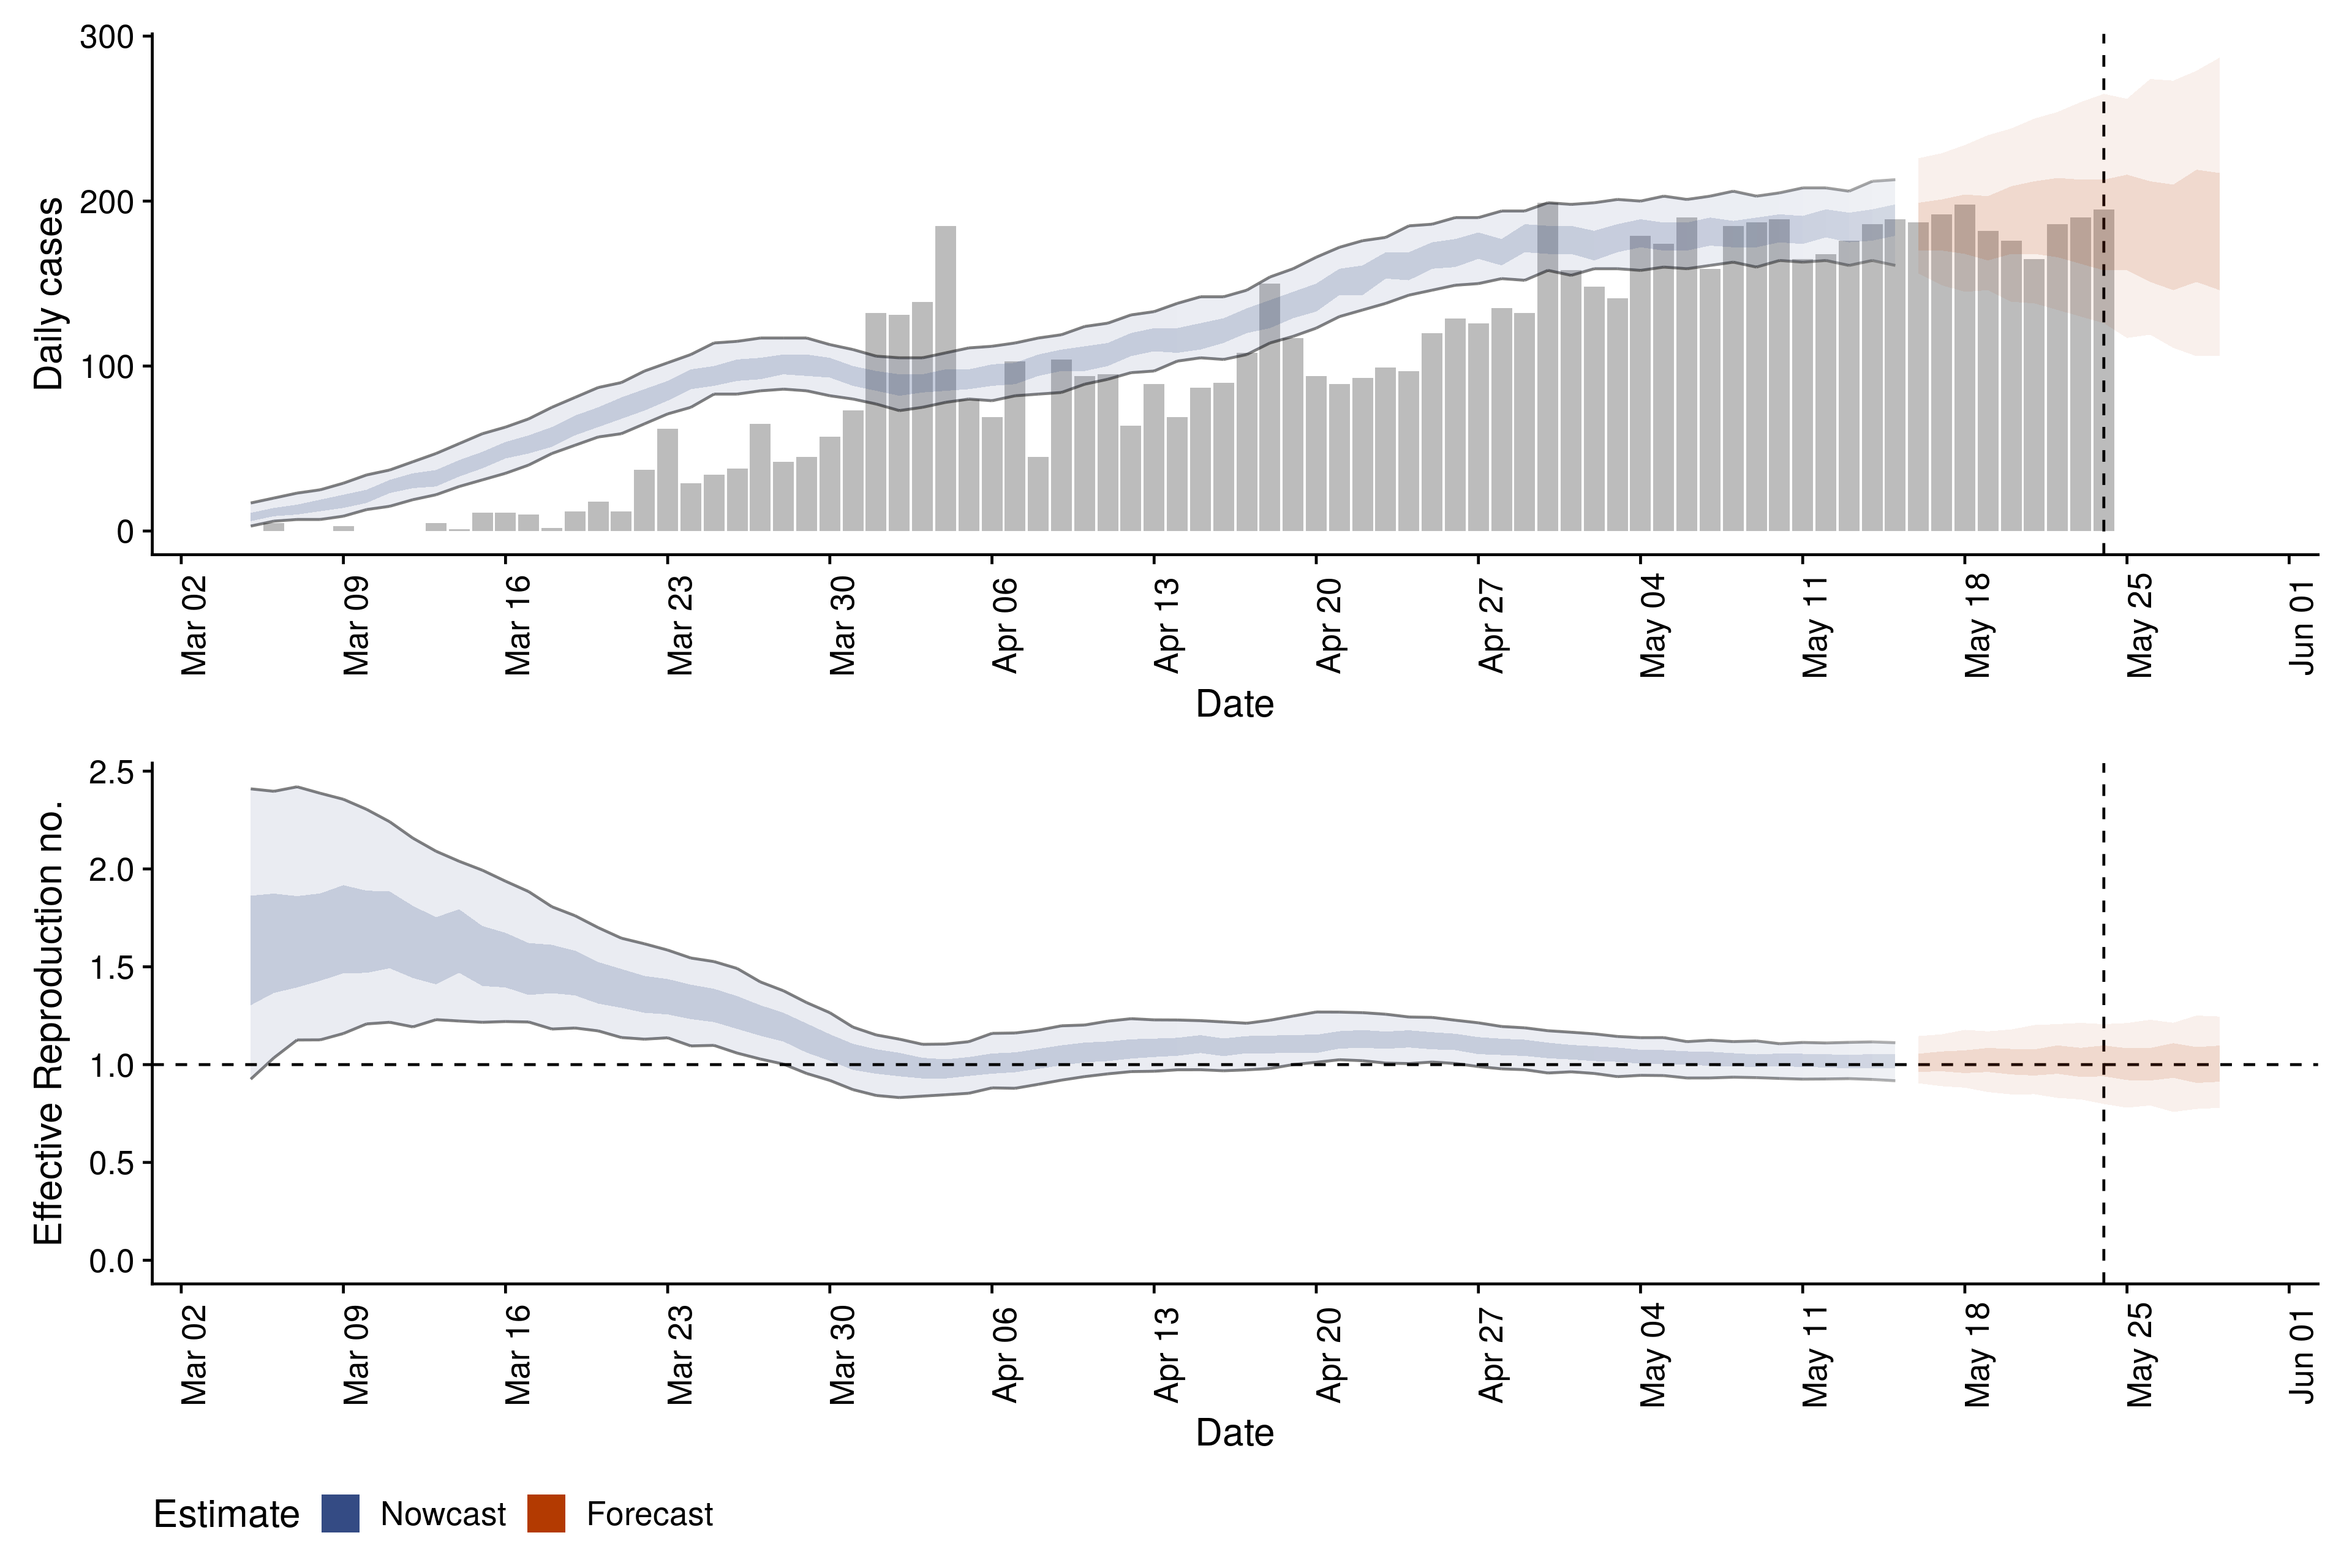 300
200
100
0
Daily cases
Mar 02
Mar 09
Mar 16
Mar 23
Mar 30
Apr 06
Apr 13
Apr 20
Apr 27
May 04
May 11
May 18
May 25
Jun 01
Date
2.5
2.0
1.5
1.0
0.5
0.0
Effective Reproduction no.
Mar 02
Mar 09
Mar 16
Mar 23
Mar 30
Apr 06
Apr 13
Apr 20
Apr 27
May 04
May 11
May 18
May 25
Jun 01
Date
Estimate Nowcast Forecast